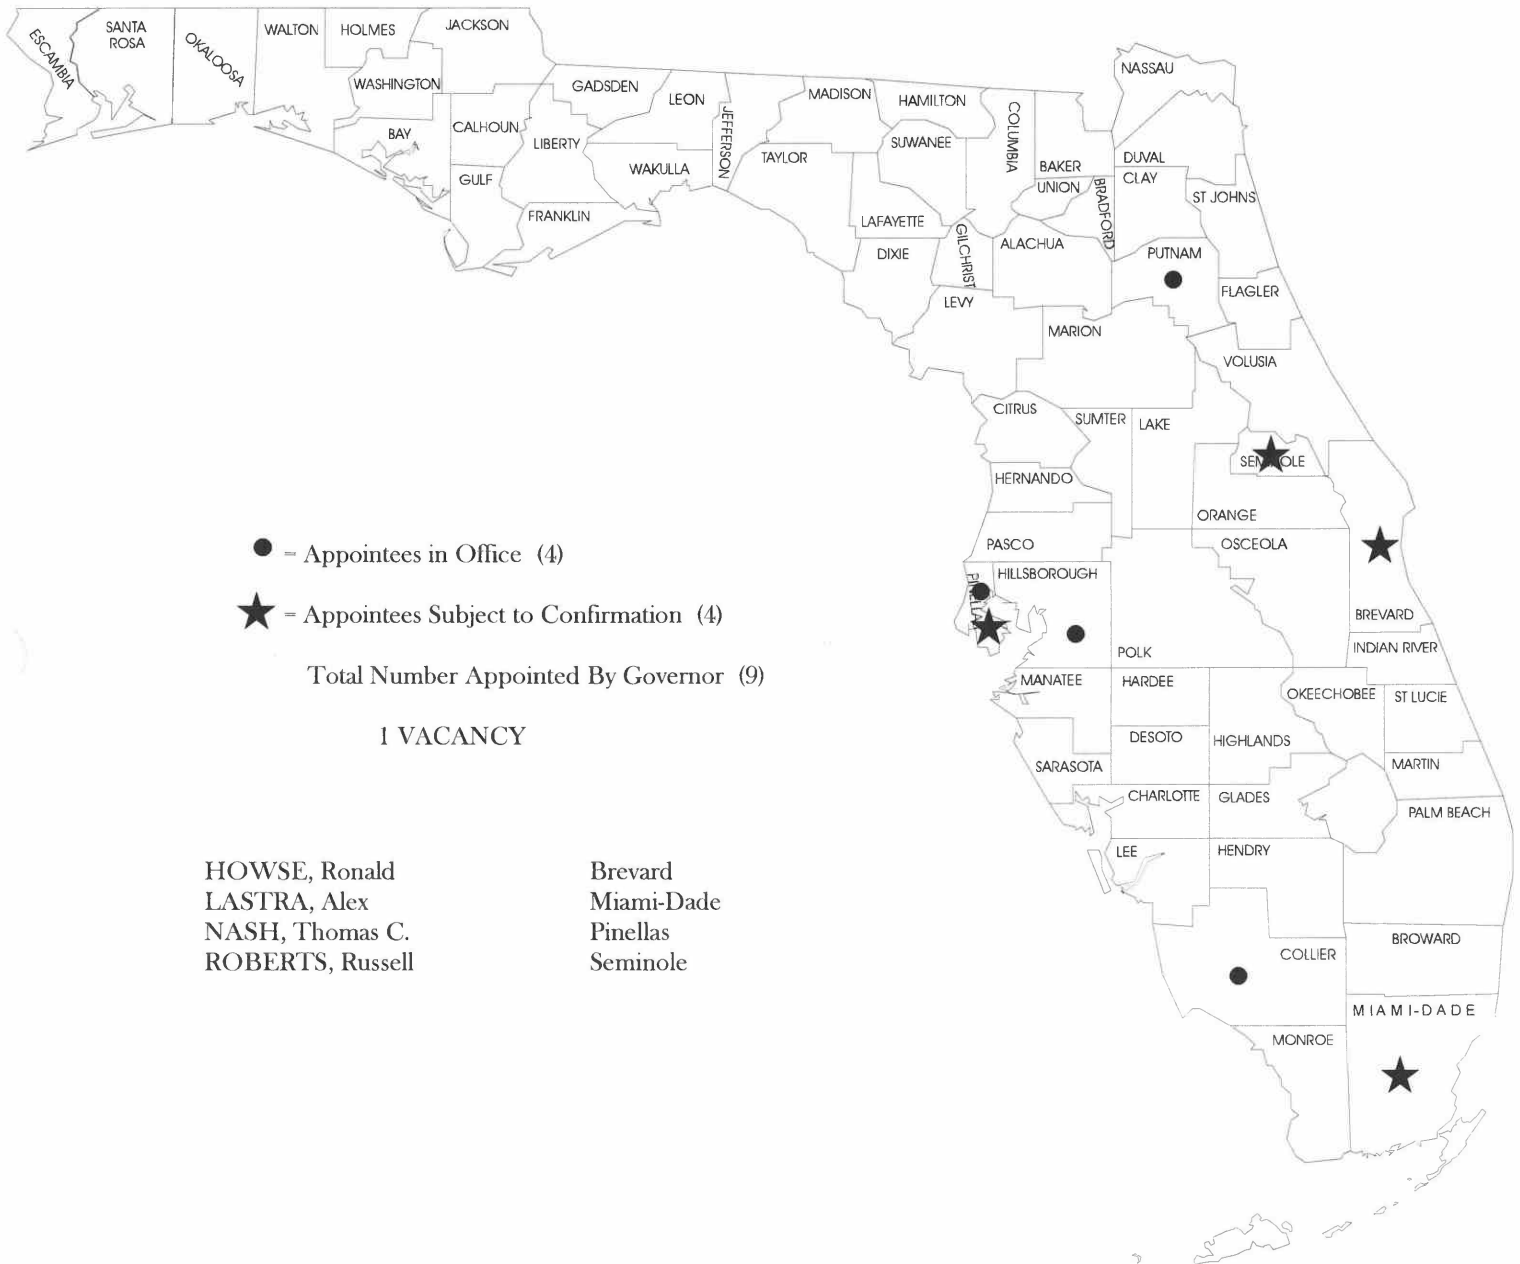 ESCAMBIA
SANTA
ROSA
OKALOOSA
WALTON
HOLMES
JACKSON
WASHINGTON
BAY
CALHOUN
GULF
GADSDEN
LIBERTY
FRANKLIN
LEON
WAKULLA
JEFFERSON
MADISON
TAYLOR
HAMILTON
SUWANEE
LAFAYETTE
DIXIE
COLUMBIA
GILCHRIST
LEVY
NASSAU
BAKER
DUVAL
UNION
BRADFORD
CLAY
ST JOHNS
ALACHUA
PUTNAM
FLAGLER
MARION
VOLUSIA
CITRUS
SUMTER
LAKE
SEMINOLE
HERNANDO
ORANGE
PASCO
OSCEOLA
HILLSBOROUGH
PINELLAS
BREVARD
POLK
INDIAN RIVER
MANATEE
HARDEE
OKEECHOBEE
ST LUCIE
DESOTO
HIGHLANDS
SARASOTA
MARTIN
CHARLOTTE
GLADES
PALM BEACH
LEE
HENDRY
BROWARD
COLLIER
MIAMI-DADE
MONROE
= Appointees in Office (4)
= Appointees Subject to Confirmation (4)
Total Number Appointed By Governor (9)
1 VACANCY
HOWSE, Ronald Brevard
LASTRA, Alex Miami-Dade
NASH, Thomas C. Pinellas
ROBERTS, Russell Seminole